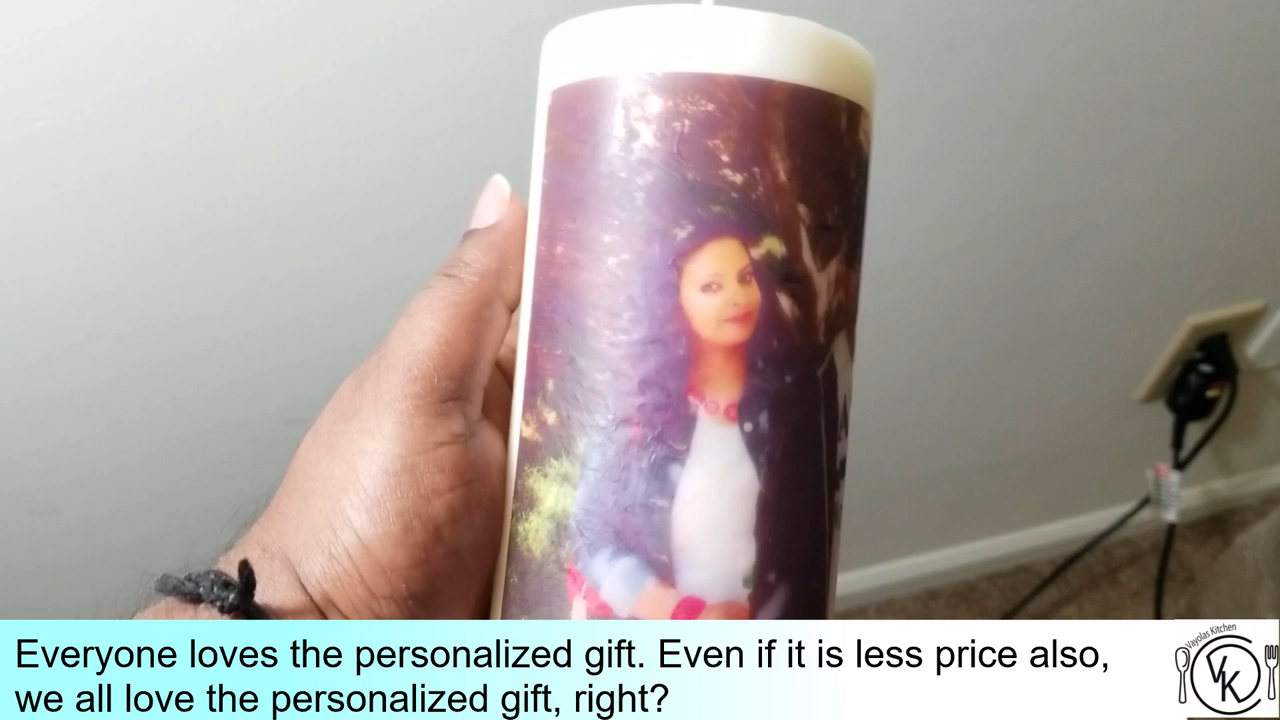 Everyone loves the personalized gift. Even if it is less price also,
we all love the personalized gift, right?
Vayolas Kitchen
VK